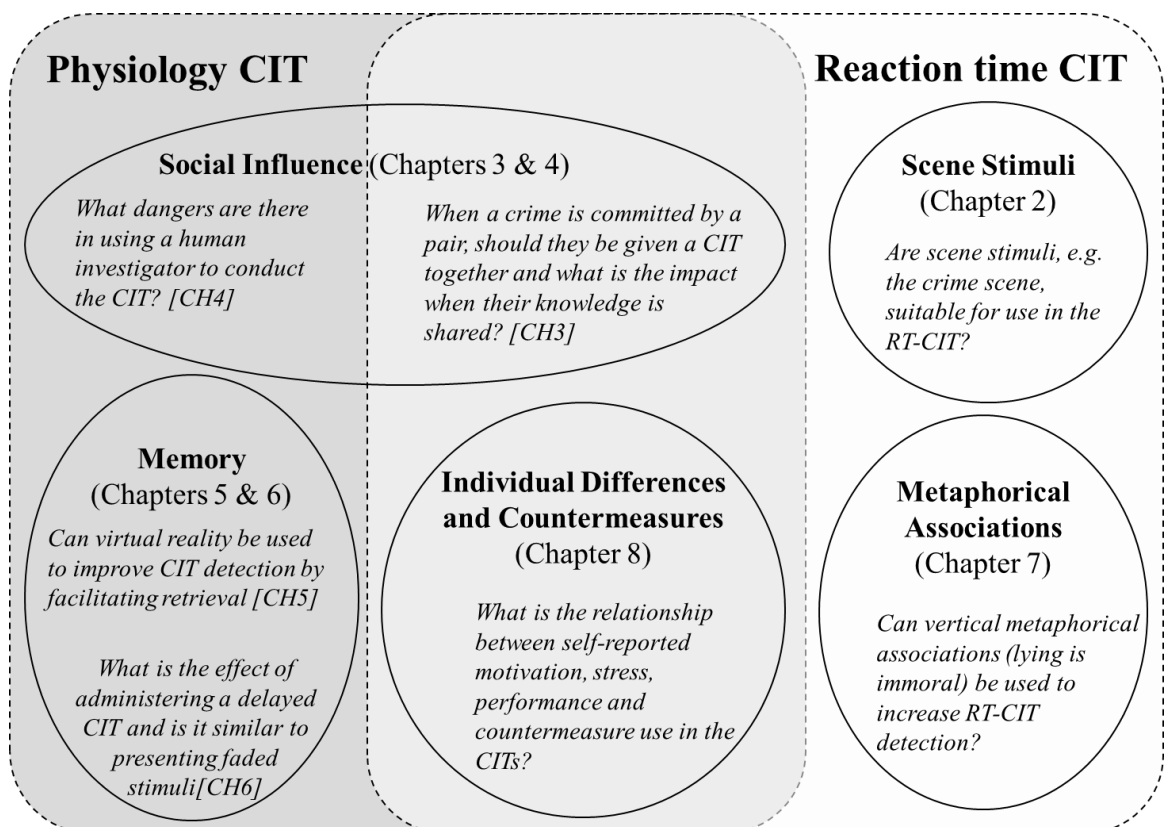 Physiology CIT
Reaction time CIT
Social Influence (Chapters 3 & 4)
What dangers are there
in using a human
investigator to conduct
the CIT? [CH4]
When a crime is committed by a
pair, should they be given a CIT
together and what is the impact
when their knowledge is
shared? [CH3]
Scene Stimuli
(Chapter 2)
Are scene stimuli, e.g.
the crime scene,
suitable for use in the
RT-CIT?
Memory
(Chapters 5 & 6)
Can virtual reality be used
to improve CIT detection by
facilitating retrieval [CH5]
What is the effect of
administering a delayed
CIT and is it similar to
presenting faded
stimuli[CH6]
Individual Differences
and Countermeasures
(Chapter 8)
What is the relationship
between self-reported
motivation, stress,
performance and
countermeasure use in the
CITs?
Metaphorical
Associations
(Chapter 7)
Can vertical metaphorical
associations (lying is
immoral) be used to
increase RT-CIT
detection?